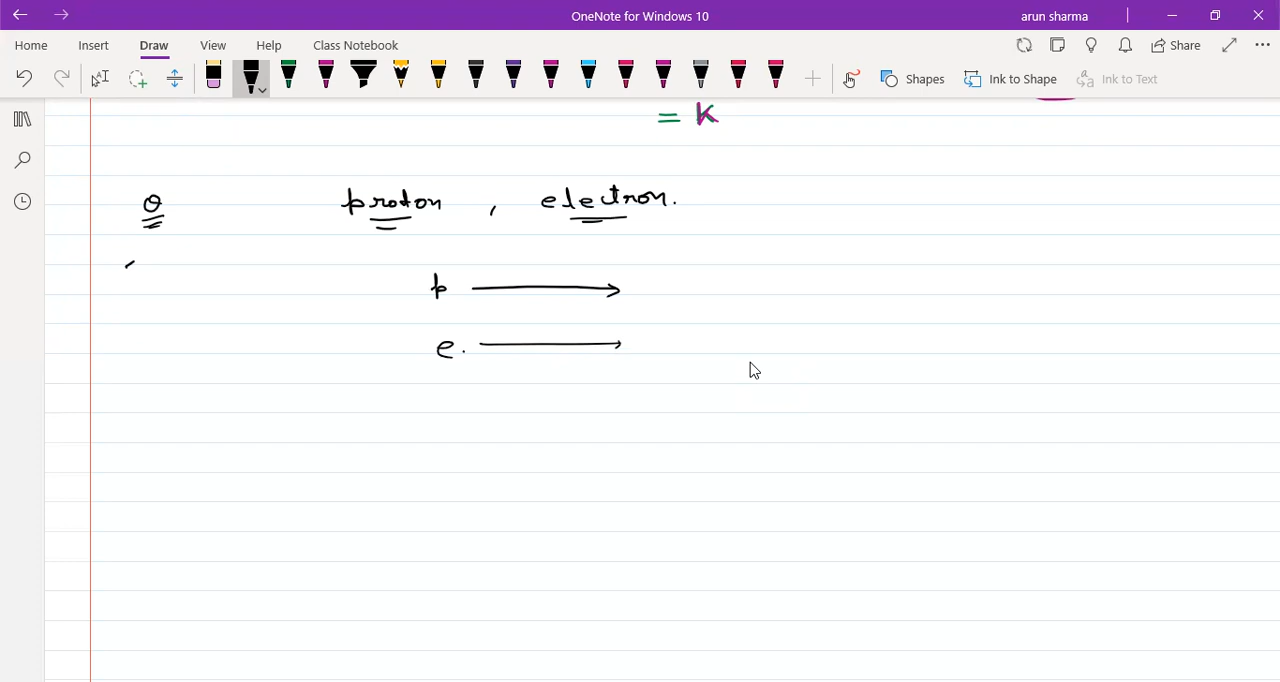 OneNote for Windows 10 arun sharma
Home Insert Draw View Help Class Notebook Share
Shapes Ink to Shape Ink to Text
= K
Q proton , electron.
p
e.